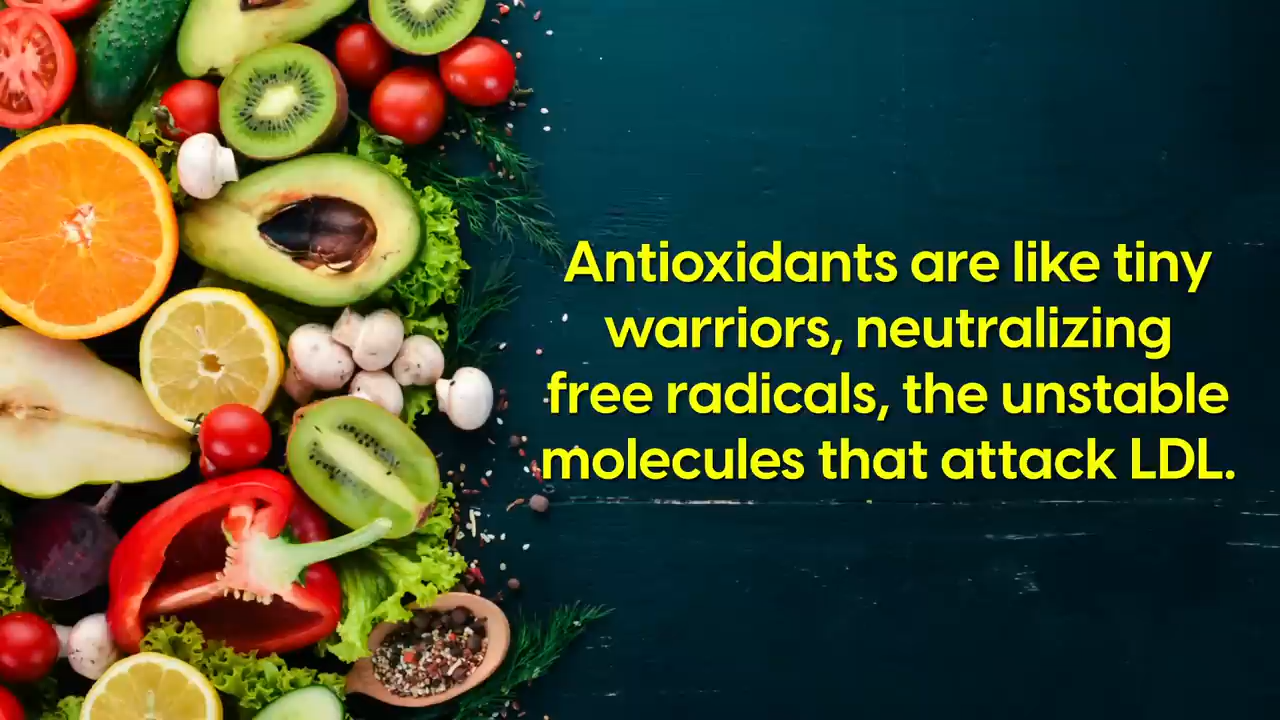 Antioxidants are like tiny
warriors, neutralizing
free radicals, the unstable
molecules that attack LDL.